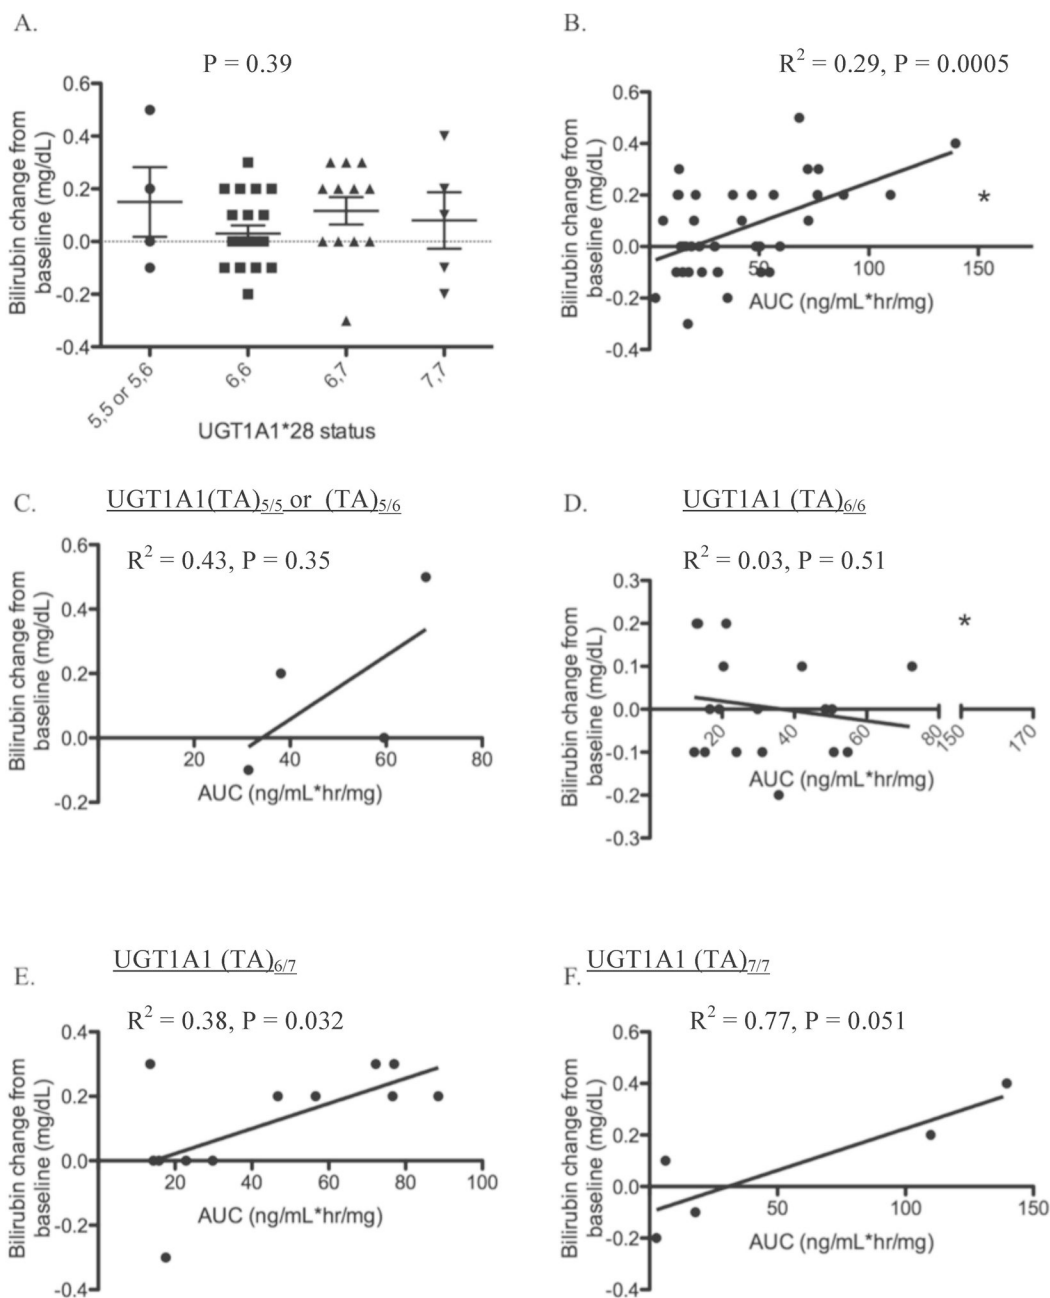 A.
P = 0.39
Bilirubin change from
baseline (mg/dL)
0.6
0.4
0.2
0.0
-0.2
-0.4
5,5 or 5,6
6,6
6,7
7,7
UGT1A1*28 status
B.
R2 = 0.29, P = 0.0005
Bilirubin change from
baseline (mg/dL)
0.6
0.4
0.2
0.0
-0.2
-0.4
50
100
150
*
AUC (ng/mL*hr/mg)
C.
UGT1A1(TA)5/5 or (TA)5/6
R2 = 0.43, P = 0.35
Bilirubin change from
baseline (mg/dL)
0.6
0.4
0.2
0.0
-0.2
20
40
60
80
AUC (ng/mL*hr/mg)
D.
UGT1A1 (TA)6/6
R2 = 0.03, P = 0.51
Bilirubin change from
baseline (mg/dL)
0.3
0.2
0.1
0.0
-0.1
-0.2
-0.3
*
20
40
60
80
150
170
AUC (ng/mL*hr/mg)
E.
UGT1A1 (TA)6/7
R2 = 0.38, P = 0.032
Bilirubin change from
baseline (mg/dL)
0.4
0.2
0.0
-0.2
-0.4
20
40
60
80
100
AUC (ng/mL*hr/mg)
F.
UGT1A1 (TA)7/7
R2 = 0.77, P = 0.051
Bilirubin change from
baseline (mg/dL)
0.6
0.4
0.2
0.0
-0.2
-0.4
50
100
150
AUC (ng/mL*hr/mg)